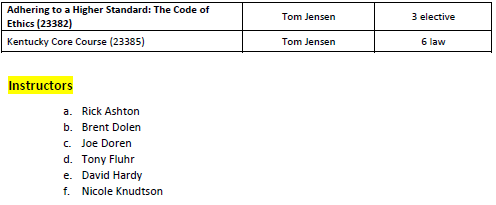 Adhering to a Higher Standard: The Code of
Ethics (23382)
Tom Jensen
3 elective
Kentucky Core Course (23385)
Tom Jensen
6 law
Instructors
a. Rick Ashton
b. Brent Dolen
c. Joe Doren
d. Tony Fluhr
e. David Hardy
f. Nicole Knudtson